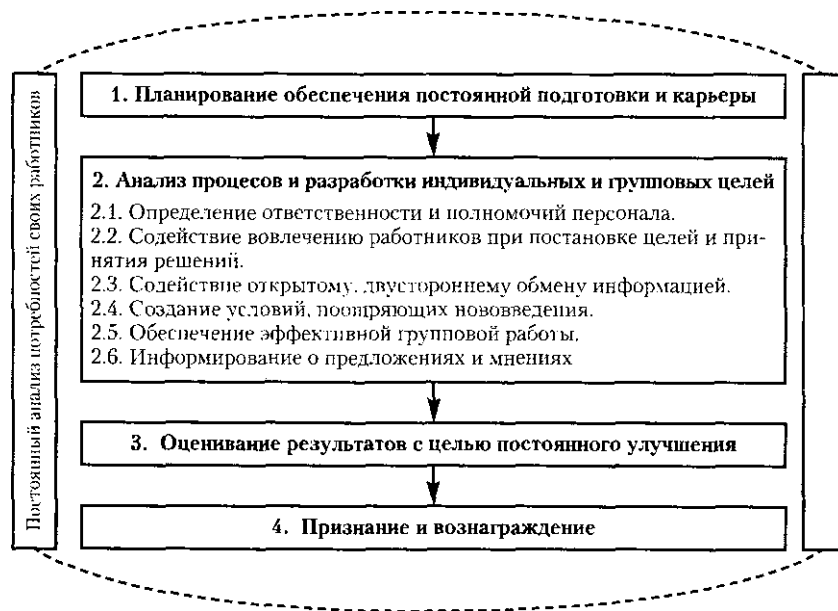 Постоянный анализ потребностей своих работников
1. Планирование обеспечения постоянной подготовки и карьеры
2. Анализ процесов и разработки индивидуальных и групповых целей
2.1. Определение ответственности и полномочий персонала.
2.2. Содействие вовлечению работников при постановке целей и при-
нятия решений.
2.3. Содействие открытому, двустороннему обмену информацией.
2.4. Создание условий, поощряющих нововведения.
2.5. Обеспечение эффективной групповой работы.
2.6. Информирование о предложениях и мнениях
3. Оценивание результатов с целью постоянного улучшения
4. Признание и вознаграждение